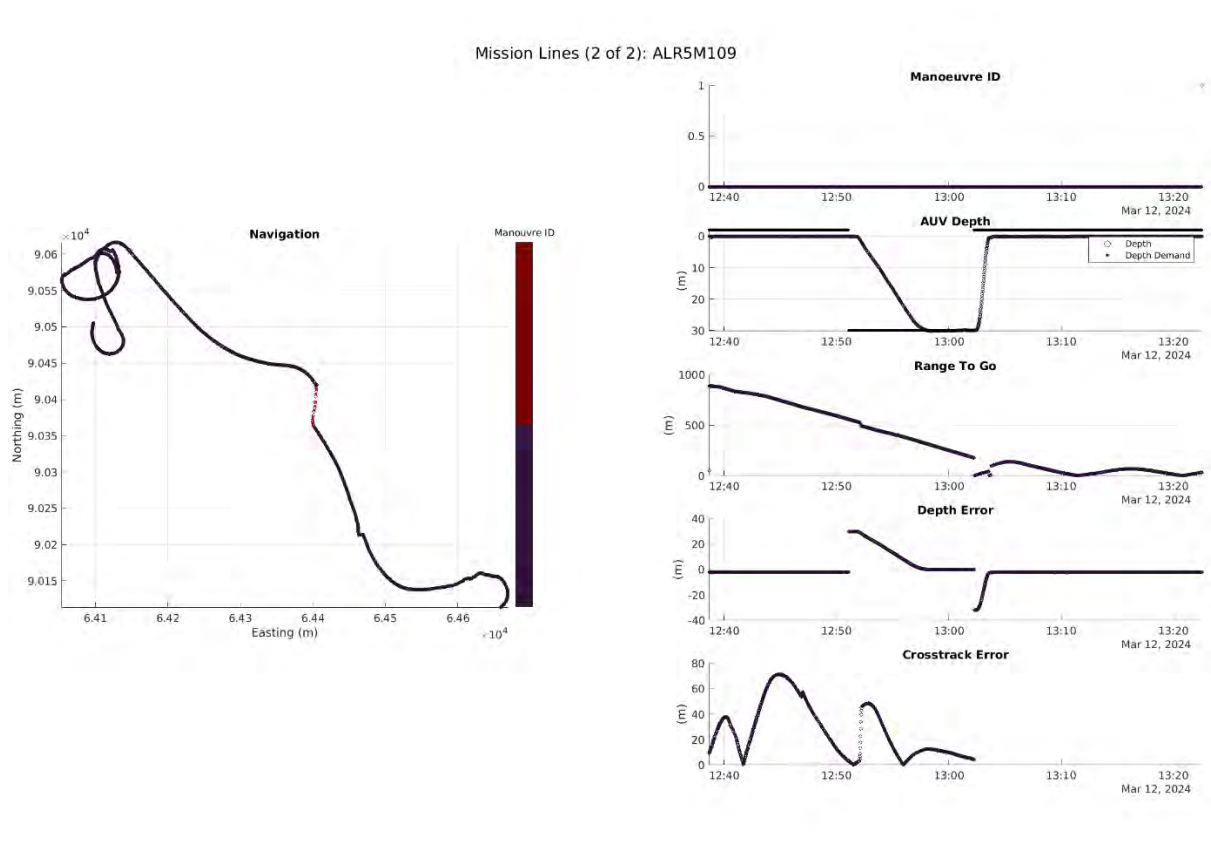 Mission Lines (2 of 2): ALR5M109
Navigation
×10⁴
Manouvre ID
9.06
9.055
9.05
9.045
9.04
9.035
9.03
9.025
9.02
9.015
Northing (m)
6.41 6.42 6.43 6.44 6.45 6.46
Easting (m)
×10⁴
Manoeuvre ID
1
0.5
0
12:40 12:50 13:00 13:10 13:20
Mar 12, 2024
AUV Depth
0
10
20
30
(m)
Depth
Depth Demand
12:40 12:50 13:00 13:10 13:20
Mar 12, 2024
Range To Go
1000
500
0
(m)
12:40 12:50 13:00 13:10 13:20
Mar 12, 2024
Depth Error
40
20
0
-20
-40
(m)
12:40 12:50 13:00 13:10 13:20
Mar 12, 2024
Crosstrack Error
80
60
40
20
0
(m)
12:40 12:50 13:00 13:10 13:20
Mar 12, 2024